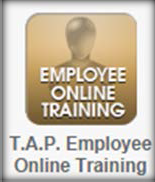 EMPLOYEE
ONLINE
TRAINING
T.A.P. Employee
Online Training